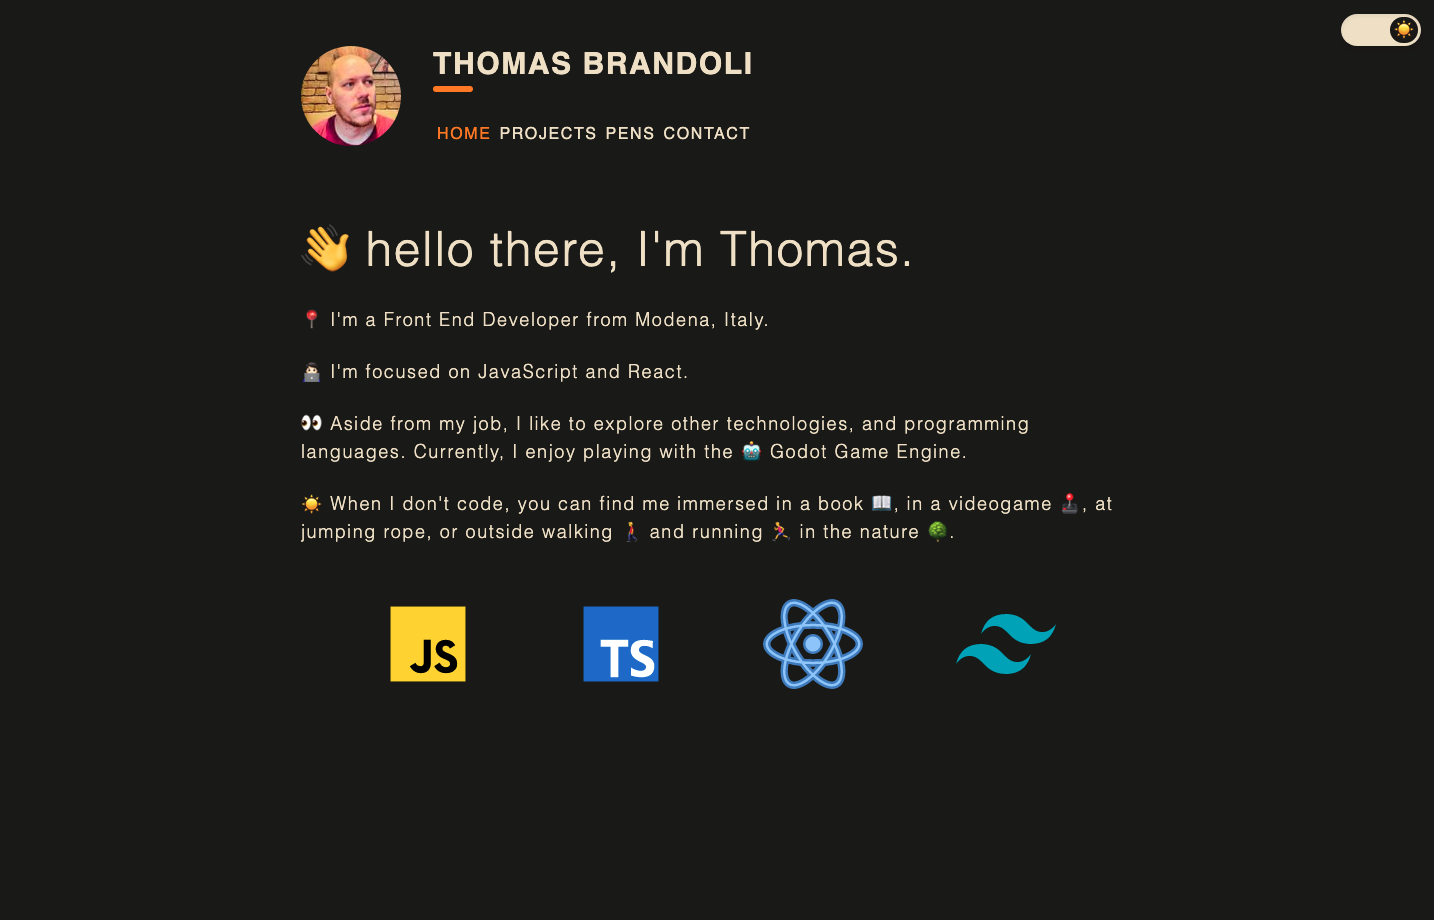 THOMAS BRANDOLI
HOME PROJECTS PENS CONTACT
👋 hello there, I'm Thomas.
📍 I'm a Front End Developer from Modena, Italy.
👨🏻‍💻 I'm focused on JavaScript and React.
👀 Aside from my job, I like to explore other technologies, and programming
languages. Currently, I enjoy playing with the 🤖 Godot Game Engine.
☀️ When I don't code, you can find me immersed in a book 📖, in a videogame 🕹️, at
jumping rope, or outside walking 🚶 and running 🏃 in the nature 🌳.
JS TS